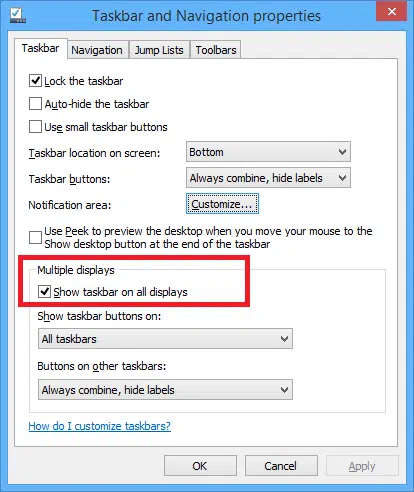 Taskbar and Navigation properties
Taskbar
Navigation
Jump Lists
Toolbars
Lock the taskbar
Auto-hide the taskbar
Use small taskbar buttons
Taskbar location on screen: Bottom
Taskbar buttons: Always combine, hide labels
Notification area: Customize...
Use Peek to preview the desktop when you move your mouse to the
Show desktop button at the end of the taskbar
Multiple displays
Show taskbar on all displays
Show taskbar buttons on:
All taskbars
Buttons on other taskbars:
Always combine, hide labels
How do I customize taskbars?
OK
Cancel
Apply